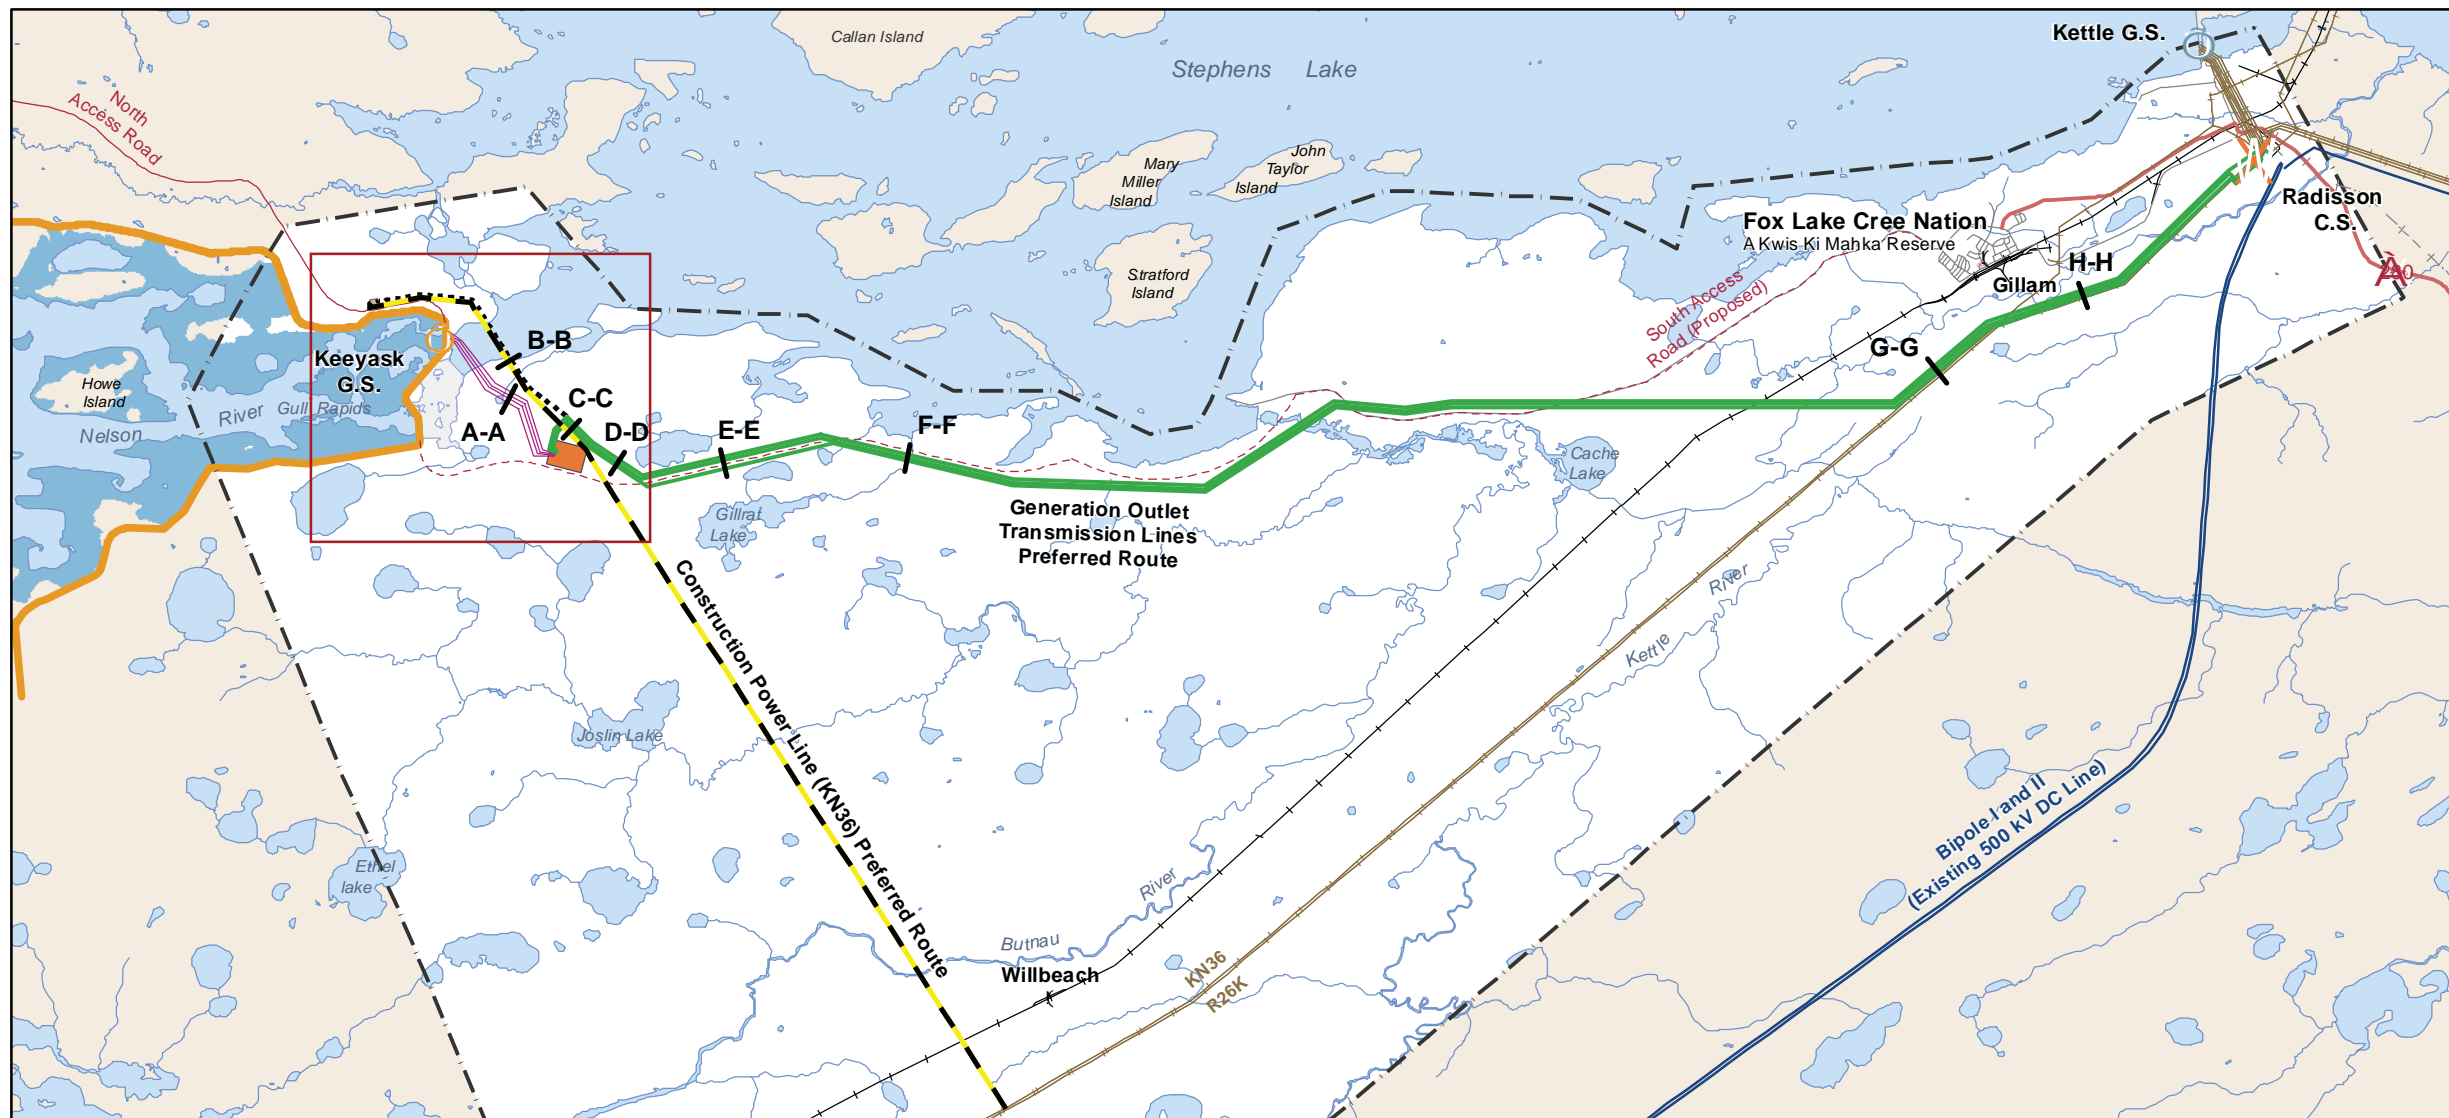 Callan Island
Kettle G.S.
Stephens Lake
North
Access Road
Mary
Miller
Island
John
Taylor
Island
Radisson
C.S.
Fox Lake Cree Nation
A Kwis Ki Mahka Reserve
Stratford
Island
H-H
Gillam
280
South Access
Road (Proposed)
B-B
Keeyask
G.S.
G-G
Howe
Island
C-C
River
Gull Rapids
Nelson
A-A
D-D
E-E
F-F
Cache
Lake
Gillrat
Lake
Generation Outlet
Transmission Lines
Preferred Route
River
Kettle
Construction Power Line (KN36) Preferred Route
Joslin Lake
Bipole I and II
(Existing 500 kV DC Line)
Ethel
lake
River
Butnau
Willbeach
KN36
R26K